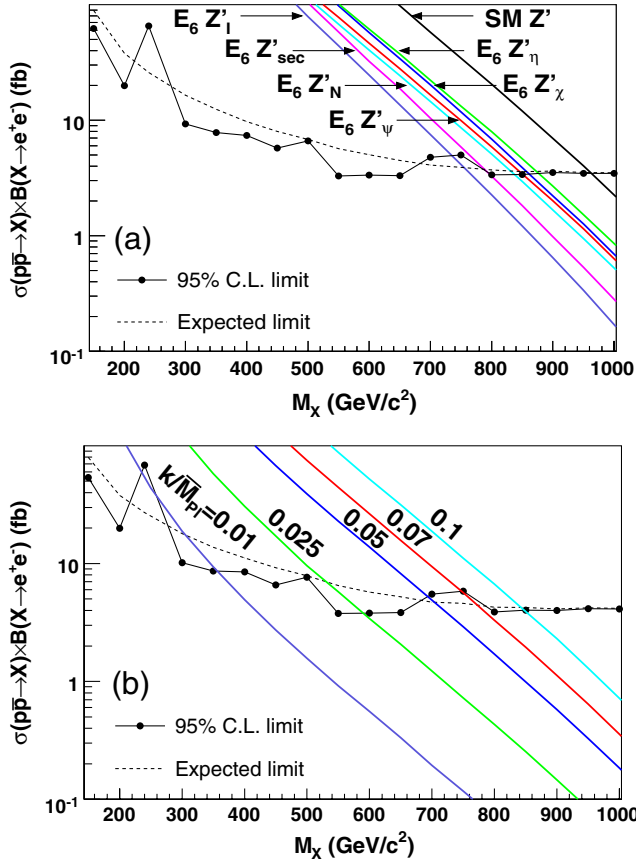 E6 Z'I
SM Z'
E6 Z'sec
E6 Z'η
E6 Z'N
E6 Z'χ
E6 Z'ψ
10
1
10-1
(a)
95% C.L. limit
Expected limit
200 300 400 500 600 700 800 900 1000
MX (GeV/c2)
σ(pp̅→X)×B(X→e+e-) (fb)
k/M̅Pl=0.01
0.025
0.05
0.07
0.1
10
1
10-1
(b)
95% C.L. limit
Expected limit
200 300 400 500 600 700 800 900 1000
MX (GeV/c2)
σ(pp̅→X)×B(X→e+e-) (fb)